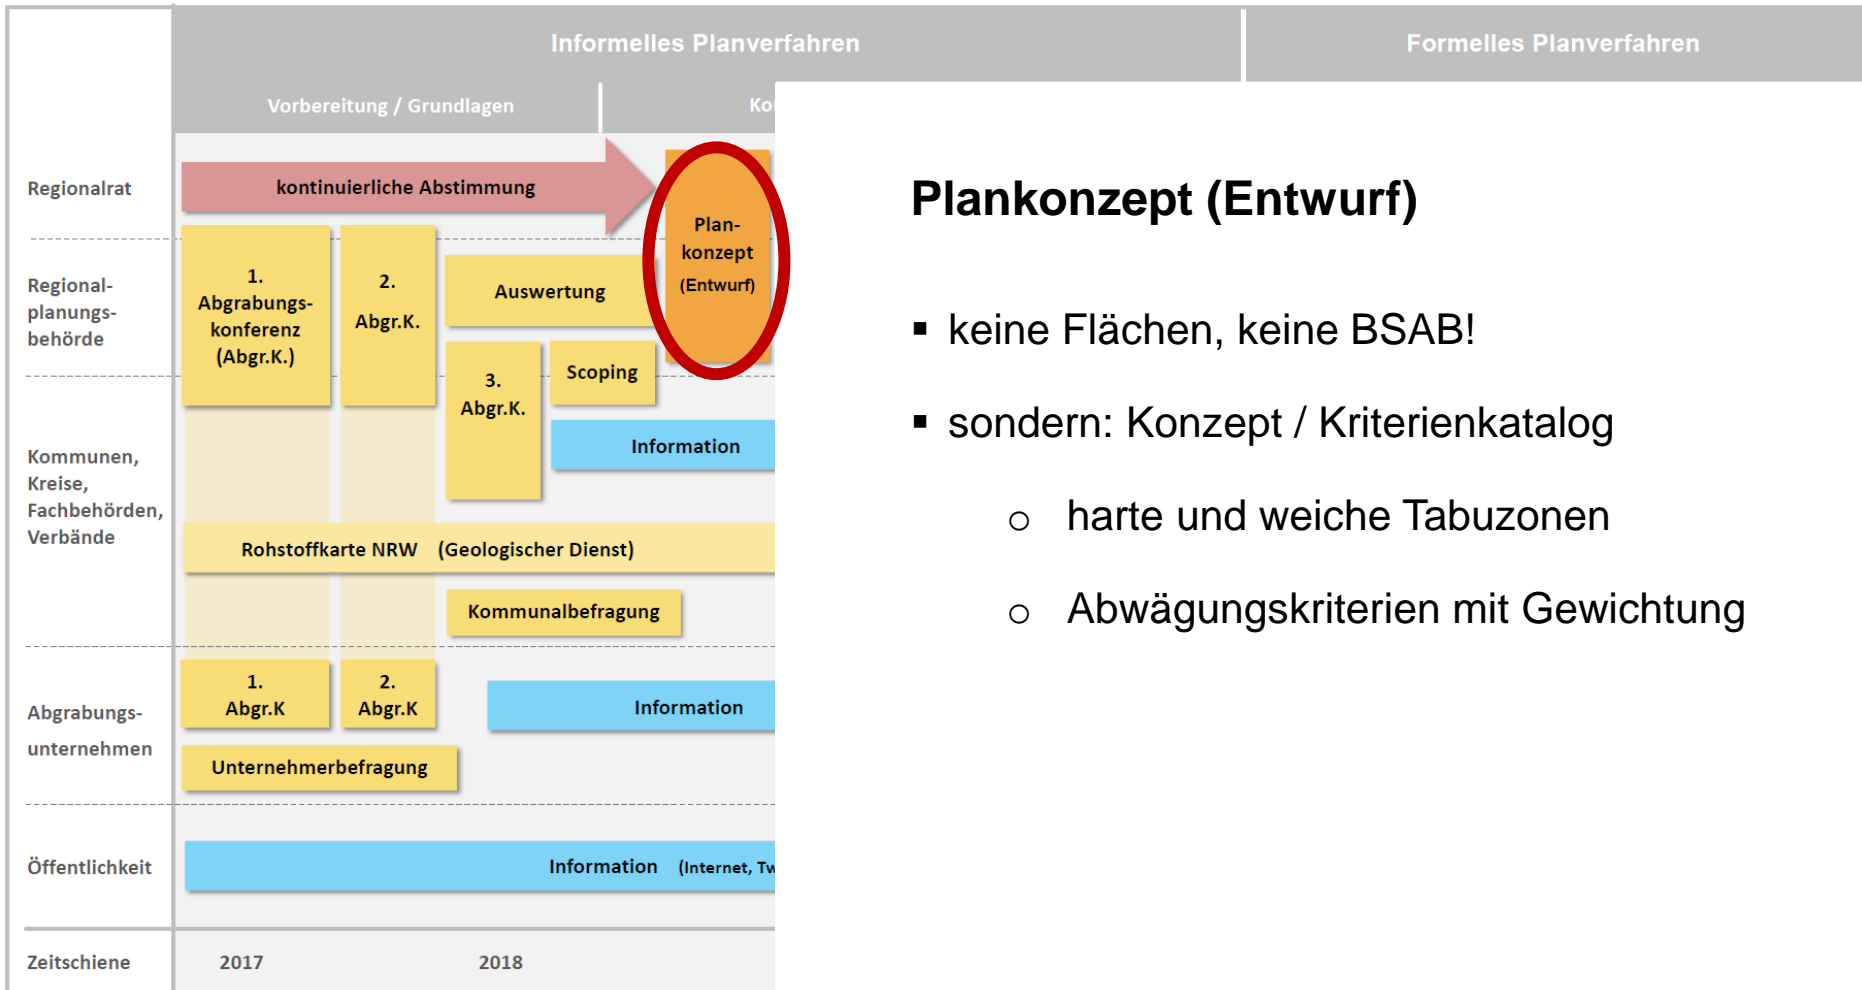 Informelles Planverfahren
Formelles Planverfahren
Vorbereitung / Grundlagen
Regionalrat
kontinuierliche Abstimmung
Plan-
konzept
(Entwurf)
Regional-
planungs-
behörde
1.
Abgrabungs-
konferenz
(Abgr.K.)
2.
Abgr.K.
Auswertung
3.
Abgr.K.
Scoping
Kommunen,
Kreise,
Fachbehörden,
Verbände
Information
Rohstoffkarte NRW (Geologischer Dienst)
Kommunalbefragung
Abgrabungs-
unternehmen
1.
Abgr.K
2.
Abgr.K
Information
Unternehmerbefragung
Öffentlichkeit
Information (Internet,
Zeitschiene
2017
2018
Plankonzept (Entwurf)
▪ keine Flächen, keine BSAB!
▪ sondern: Konzept / Kriterienkatalog
o harte und weiche Tabuzonen
o Abwägungskriterien mit Gewichtung